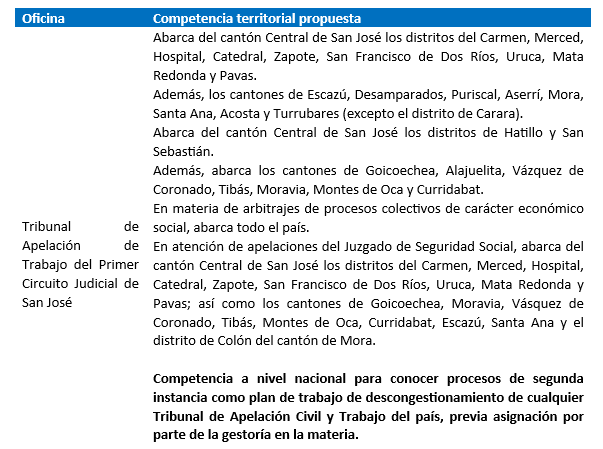 Oficina
Competencia territorial propuesta
Tribunal de
Apelación de
Trabajo del Primer
Circuito Judicial de
San José
Abarca del cantón Central de San José los distritos del Carmen, Merced,
Hospital, Catedral, Zapote, San Francisco de Dos Ríos, Uruca, Mata
Redonda y Pavas.
Además, los cantones de Escazú, Desamparados, Puriscal, Aserrí, Mora,
Santa Ana, Acosta y Turrubares (excepto el distrito de Carara).
Abarca del cantón Central de San José los distritos de Hatillo y San
Sebastián.
Además, abarca los cantones de Goicoechea, Alajuelita, Vázquez de
Coronado, Tibás, Moravia, Montes de Oca y Curridabat.
En materia de arbitrajes de procesos colectivos de carácter económico
social, abarca todo el país.
En atención de apelaciones del Juzgado de Seguridad Social, abarca del
cantón Central de San José los distritos del Carmen, Merced, Hospital,
Catedral, Zapote, San Francisco de Dos Ríos, Uruca, Mata Redonda y
Pavas; así como los cantones de Goicoechea, Moravia, Vásquez de
Coronado, Tibás, Montes de Oca, Curridabat, Escazú, Santa Ana y el
distrito de Colón del cantón de Mora.
Competencia a nivel nacional para conocer procesos de segunda
instancia como plan de trabajo de descongestionamiento de cualquier
Tribunal de Apelación Civil y Trabajo del país, previa asignación por
parte de la gestoría en la materia.